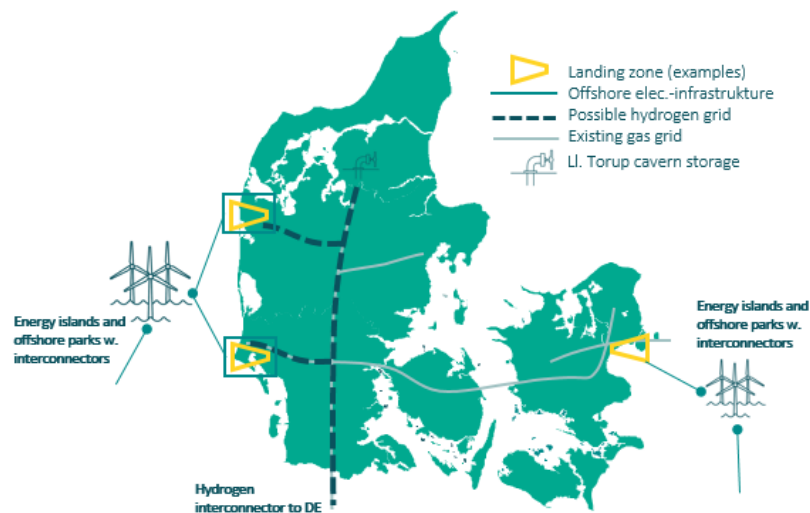 Landing zone (examples)
Offshore elec.-infrastrukture
Possible hydrogen grid
Existing gas grid
Ll. Torup cavern storage
Energy islands and
offshore parks w.
interconnectors
Energy islands and
offshore parks w.
interconnectors
Hydrogen
interconnector to DE